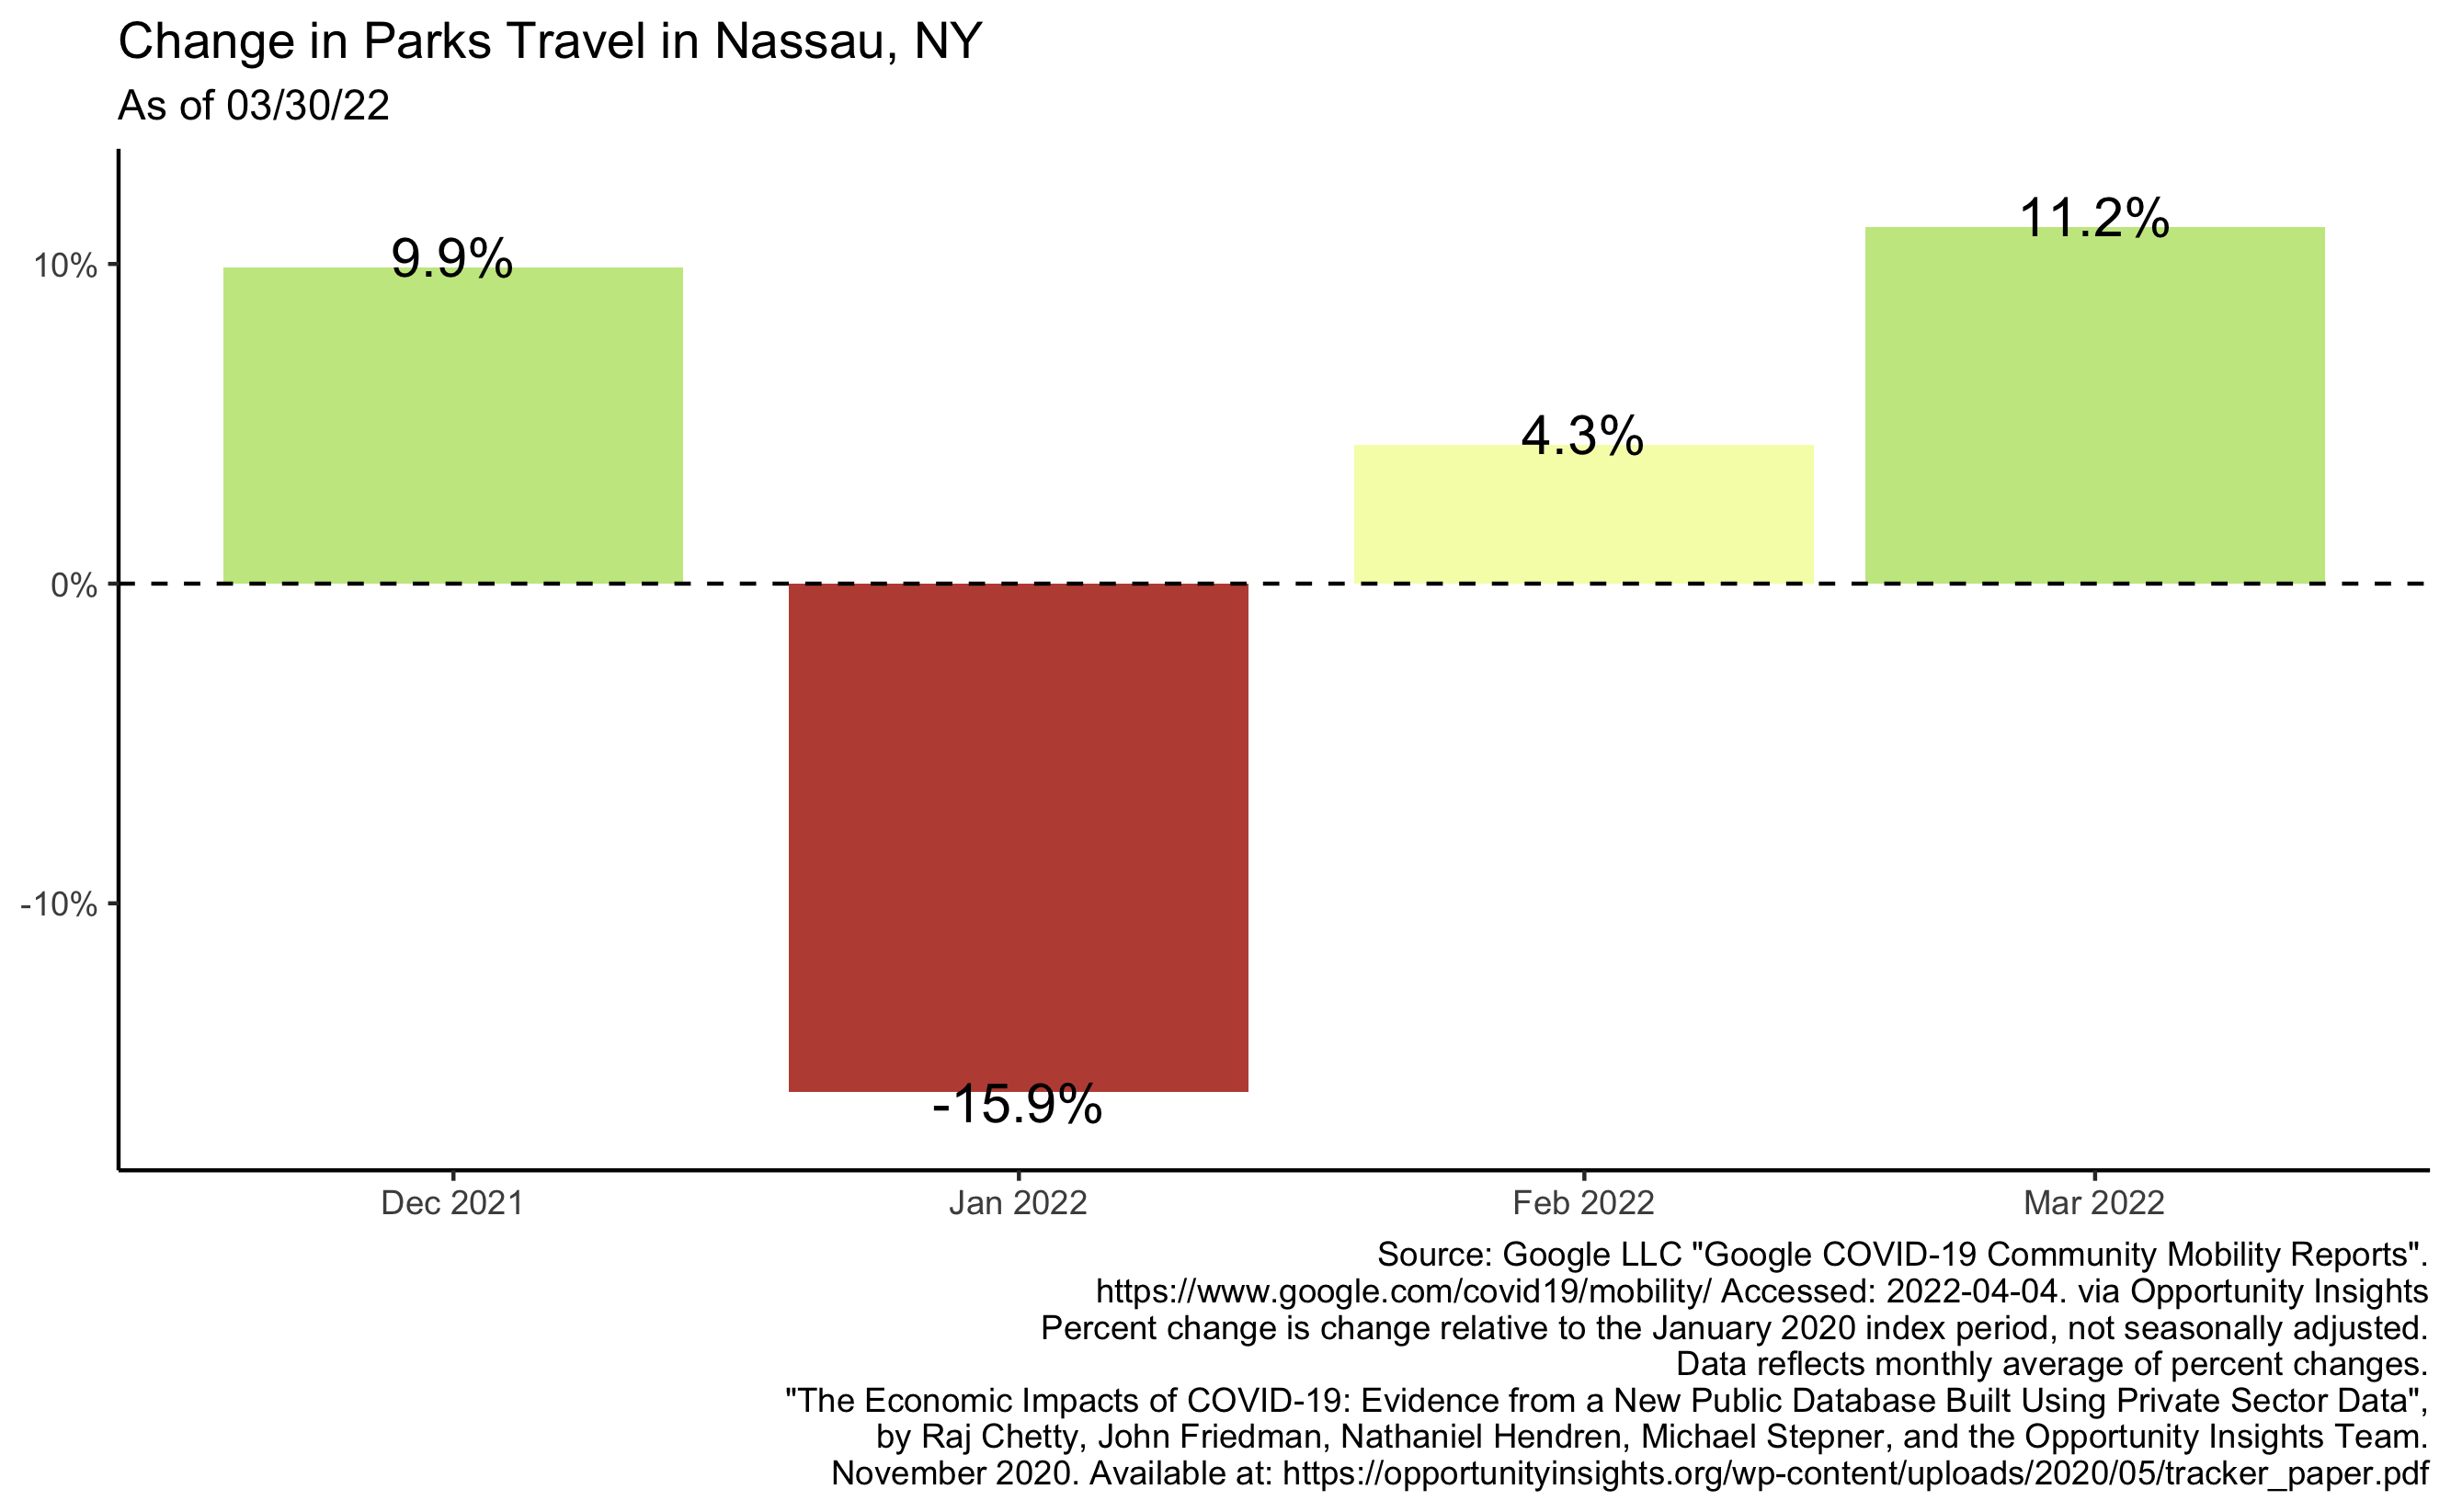 Change in Parks Travel in Nassau, NY
As of 03/30/22
9.9%
11.2%
10%
4.3%
0%
-10%
-15.9%
Dec 2021 Jan 2022 Feb 2022 Mar 2022
Source: Google LLC "Google COVID-19 Community Mobility Reports".
https://www.google.com/covid19/mobility/ Accessed: 2022-04-04. via Opportunity Insights
Percent change is change relative to the January 2020 index period, not seasonally adjusted.
Data reflects monthly average of percent changes.
"The Economic Impacts of COVID-19: Evidence from a New Public Database Built Using Private Sector Data",
by Raj Chetty, John Friedman, Nathaniel Hendren, Michael Stepner, and the Opportunity Insights Team.
November 2020. Available at: https://opportunityinsights.org/wp-content/uploads/2020/05/tracker_paper.pdf